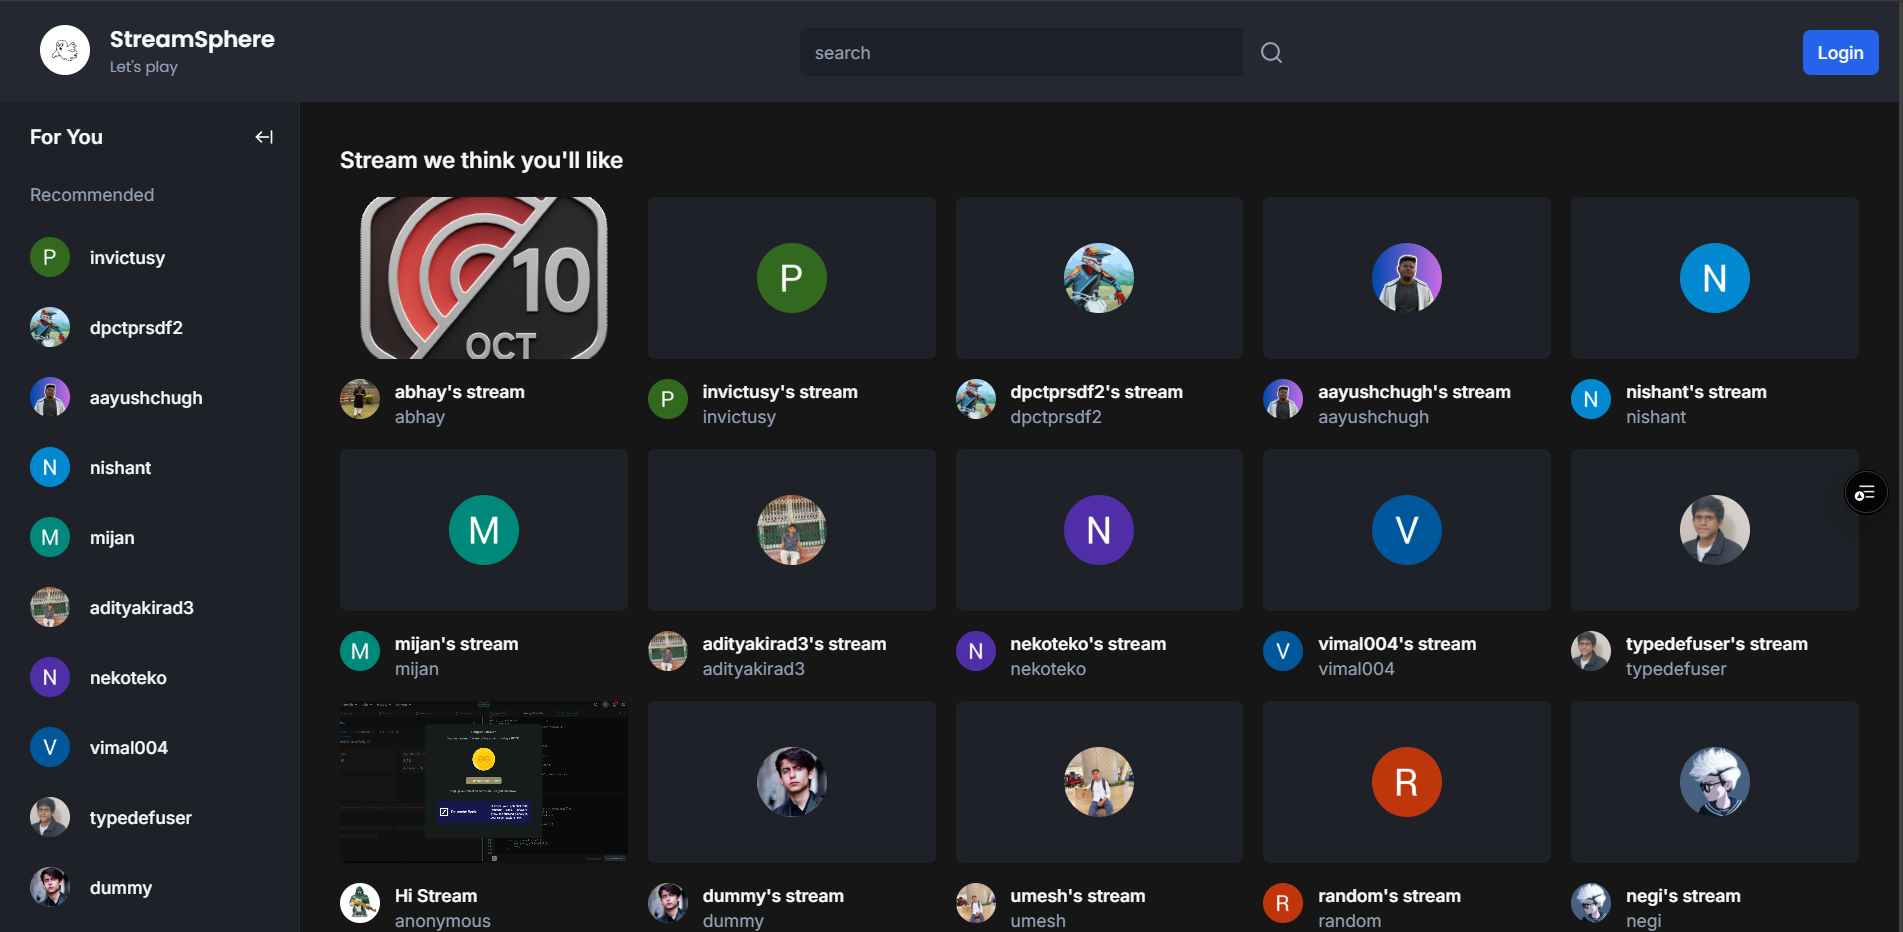 StreamSphere
Let's play
search
Login
For You
Recommended
P invictusy
dpctprsdf2
aayushchugh
N nishant
M mijan
adityakirad3
N nekoteko
V vimal004
typedefuser
dummy
Stream we think you'll like
10
OCT
P
N
abhay's stream
abhay
P invictusy's stream
invictusy
dpctprsdf2's stream
dpctprsdf2
aayushchugh's stream
aayushchugh
N nishant's stream
nishant
M
N
V
M mijan's stream
mijan
adityakirad3's stream
adityakirad3
N nekoteko's stream
nekoteko
V vimal004's stream
vimal004
typedefuser's stream
typedefuser
R
Hi Stream
anonymous
dummy's stream
dummy
umesh's stream
umesh
R random's stream
random
negi's stream
negi